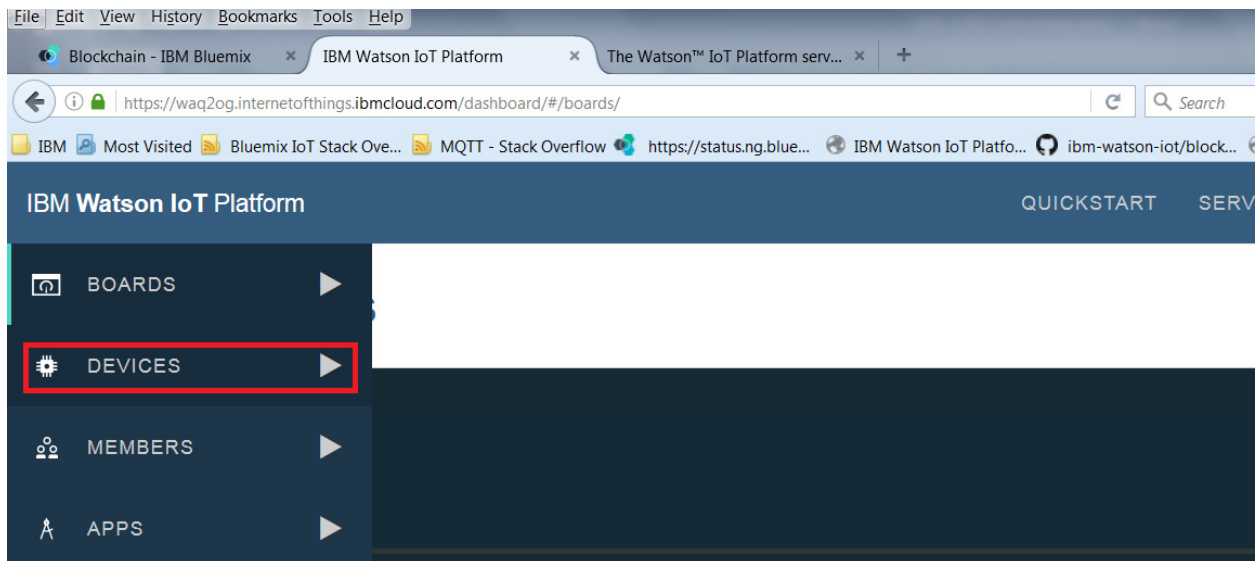 File Edit View History Bookmarks Tools Help
Blockchain - IBM Bluemix × IBM Watson IoT Platform × The Watson™ IoT Platform serv... × +
https://waq2og.internetofthings.ibmcloud.com/dashboard/#/boards/ Search
IBM Most Visited Bluemix IoT Stack Ove... MQTT - Stack Overflow https://status.ng.blue... IBM Watson IoT Platfo... ibm-watson-iot/block...
IBM Watson IoT Platform QUICKSTART SERV
BOARDS
DEVICES
MEMBERS
APPS